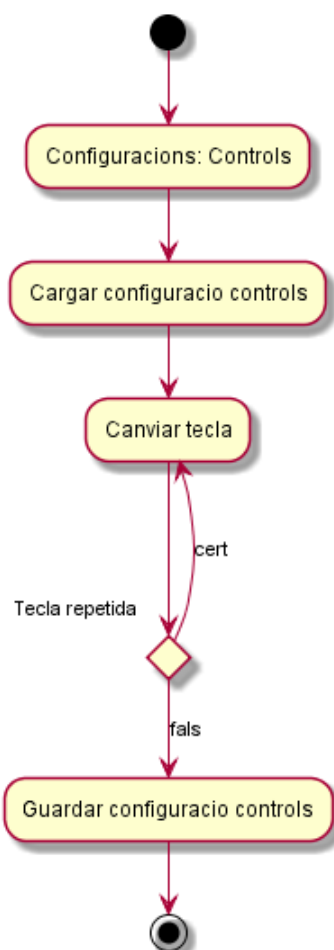 Configuracions: Controls
Cargar configuracio controls
Canviar tecla
cert
Tecla repetida
fals
Guardar configuracio controls